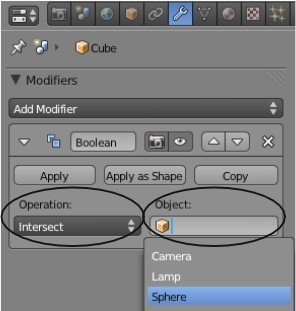 Cube
Modifiers
Add Modifier
Boolean
Apply Apply as Shape Copy
Operation: Object:
Intersect
Camera
Lamp
Sphere